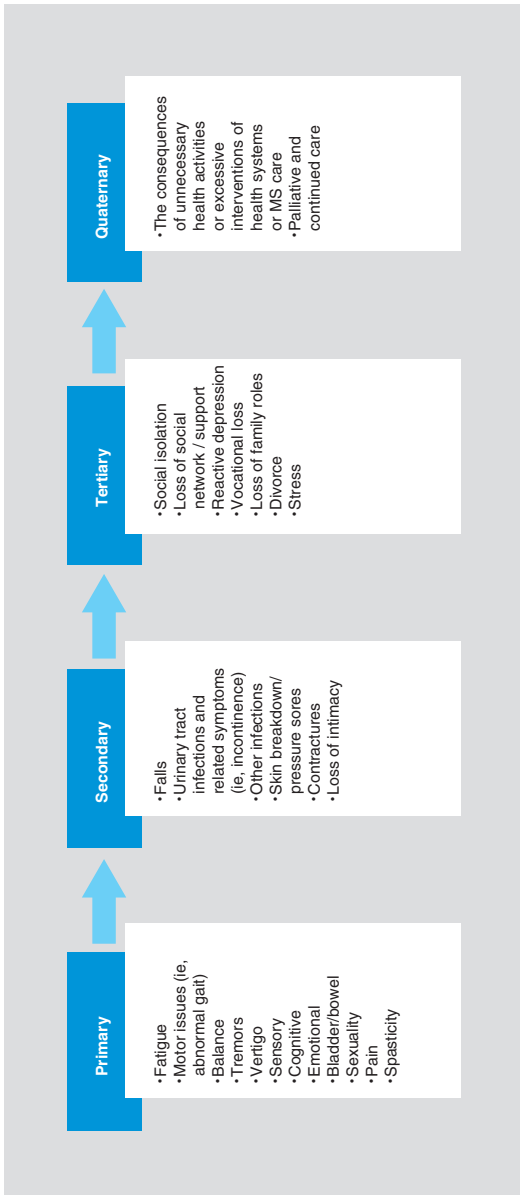 Primary
•Fatigue
•Motor issues (ie,
abnormal gait)
•Balance
•Tremors
•Vertigo
•Sensory
•Cognitive
•Emotional
•Bladder/bowel
•Sexuality
•Pain
•Spasticity
Secondary
•Falls
•Urinary tract
infections and
related symptoms
(ie, incontinence)
•Other infections
•Skin breakdown/
pressure sores
•Contractures
•Loss of intimacy
Tertiary
•Social isolation
•Loss of social
network / support
•Reactive depression
•Vocational loss
•Loss of family roles
•Divorce
•Stress
Quaternary
•The consequences
of unnecessary
health activities
or excessive
interventions of
health systems
or MS care
•Palliative and
continued care